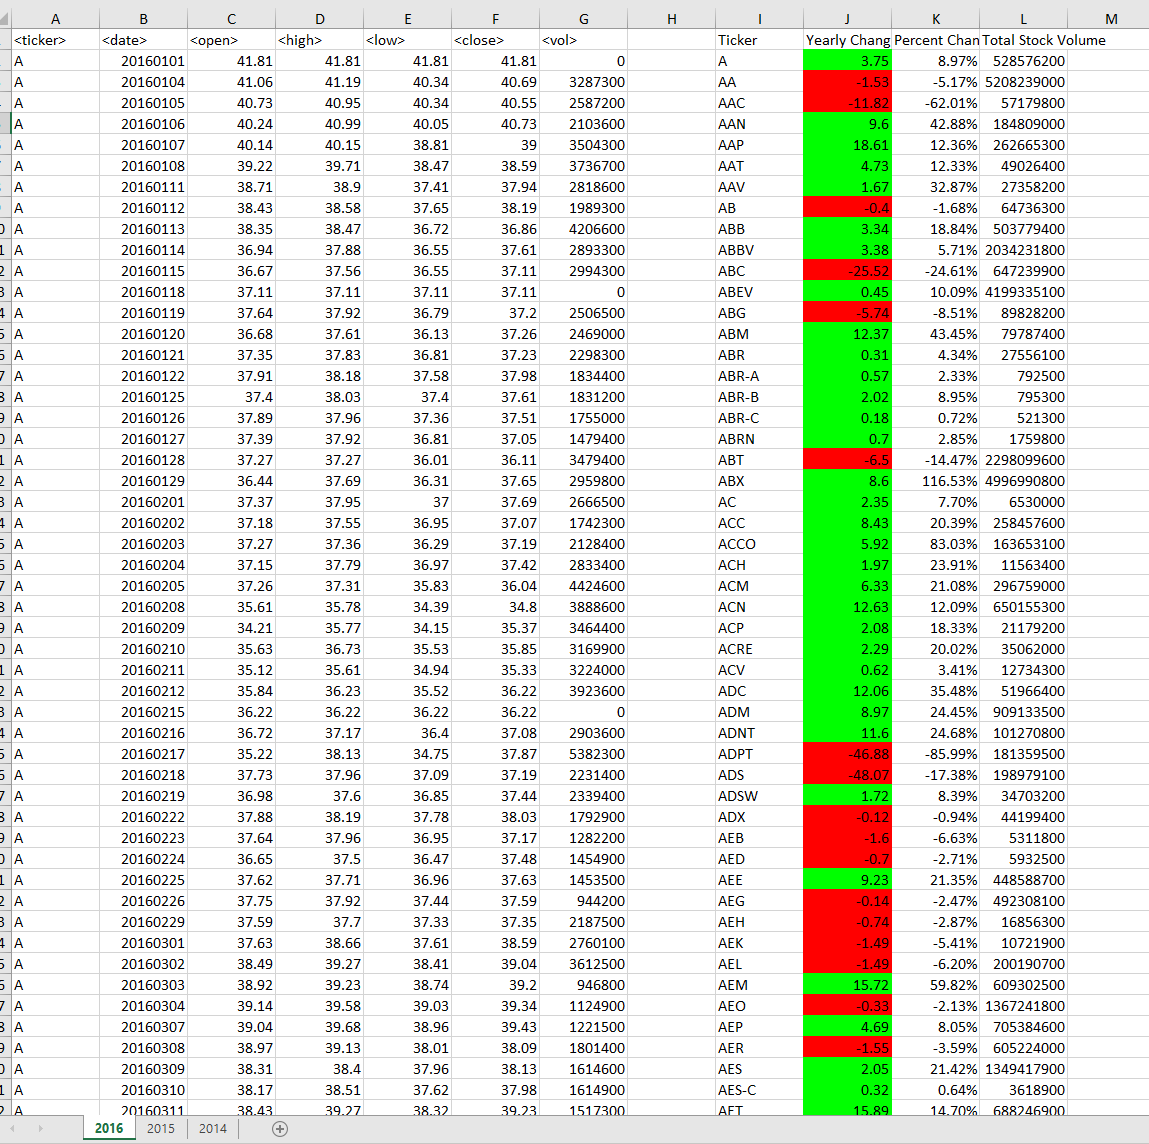 A B C D E F G H I J K L M
<ticker> <date> <open> <high> <low> <close> <vol> Ticker Yearly Chang Percent Chan Total Stock Volume
A 20160101 41.81 41.81 41.81 41.81 0 A 3.75 8.97% 528576200
A 20160104 41.06 41.19 40.34 40.69 3287300 AA -1.53 -5.17% 5208239000
A 20160105 40.73 40.95 40.34 40.55 2587200 AAC -11.82 -62.01% 57179800
A 20160106 40.24 40.99 40.05 40.73 2103600 AAN 9.6 42.88% 184809000
A 20160107 40.14 40.15 38.81 39 3504300 AAP 18.61 12.36% 262665300
A 20160108 39.22 39.71 38.47 38.59 3736700 AAT 4.73 12.33% 49026400
A 20160111 38.71 38.9 37.41 37.94 2818600 AAV 1.67 32.87% 27358200
A 20160112 38.43 38.58 37.65 38.19 1989300 AB -0.4 -1.68% 64736300
A 20160113 38.35 38.47 36.72 36.86 4206600 ABB 3.34 18.84% 503779400
A 20160114 36.94 37.88 36.55 37.61 2893300 ABBV 3.38 5.71% 2034231800
A 20160115 36.67 37.56 36.55 37.11 2994300 ABC -25.52 -24.61% 647239900
A 20160118 37.11 37.11 37.11 37.11 0 ABEV 0.45 10.09% 4199335100
A 20160119 37.64 37.92 36.79 37.2 2506500 ABG -5.74 -8.51% 89828200
A 20160120 36.68 37.61 36.13 37.26 2469000 ABM 12.37 43.45% 79787400
A 20160121 37.35 37.83 36.81 37.23 2298300 ABR 0.31 4.34% 27556100
A 20160122 37.91 38.18 37.58 37.98 1834400 ABR-A 0.57 2.33% 792500
A 20160125 37.4 38.03 37.4 37.61 1831200 ABR-B 2.02 8.95% 795300
A 20160126 37.89 37.96 37.36 37.51 1755000 ABR-C 0.18 0.72% 521300
A 20160127 37.39 37.92 36.81 37.05 1479400 ABRN 0.7 2.85% 1759800
A 20160128 37.27 37.27 36.01 36.11 3479400 ABT -6.5 -14.47% 2298099600
A 20160129 36.44 37.69 36.31 37.65 2959800 ABX 8.6 116.53% 4996990800
A 20160201 37.37 37.95 37 37.69 2666500 AC 2.35 7.70% 6530000
A 20160202 37.18 37.55 36.95 37.07 1742300 ACC 8.43 20.39% 258457600
A 20160203 37.27 37.36 36.29 37.19 2128400 ACCO 5.92 83.03% 163653100
A 20160204 37.15 37.79 36.97 37.42 2833400 ACH 1.97 23.91% 11563400
A 20160205 37.26 37.31 35.83 36.04 4424600 ACM 6.33 21.08% 296759000
A 20160208 35.61 35.78 34.39 34.8 3888600 ACN 12.63 12.09% 650155300
A 20160209 34.21 35.77 34.15 35.37 3464400 ACP 2.08 18.33% 21179200
A 20160210 35.63 36.73 35.53 35.85 3169900 ACRE 2.29 20.02% 35062000
A 20160211 35.12 35.61 34.94 35.33 3224000 ACV 0.62 3.41% 12734300
A 20160212 35.84 36.23 35.52 36.22 3923600 ADC 12.06 35.48% 51966400
A 20160215 36.22 36.22 36.22 36.22 0 ADM 8.97 24.45% 909133500
A 20160216 36.72 37.17 36.4 37.08 2903600 ADNT 11.6 24.68% 101270800
A 20160217 35.22 38.13 34.75 37.87 5382300 ADPT -46.88 -85.99% 181359500
A 20160218 37.73 37.96 37.09 37.19 2231400 ADS -48.07 -17.38% 198979100
A 20160219 36.98 37.6 36.85 37.44 2339400 ADSW 1.72 8.39% 34703200
A 20160222 37.88 38.19 37.78 38.03 1792900 ADX -0.12 -0.94% 44199400
A 20160223 37.64 37.96 36.95 37.17 1282200 AEB -1.6 -6.63% 5311800
A 20160224 36.65 37.5 36.47 37.48 1454900 AED -0.7 -2.71% 5932500
A 20160225 37.62 37.71 36.96 37.63 1453500 AEE 9.23 21.35% 448588700
A 20160226 37.75 37.92 37.44 37.59 944200 AEG -0.14 -2.47% 492308100
A 20160229 37.59 37.7 37.33 37.35 2187500 AEH -0.74 -2.87% 16856300
A 20160301 37.63 38.66 37.61 38.59 2760100 AEK -1.49 -5.41% 10721900
A 20160302 38.49 39.27 38.41 39.04 3612500 AEL -1.49 -6.20% 200190700
A 20160303 38.92 39.23 38.74 39.2 946800 AEM 15.72 59.82% 609302500
A 20160304 39.14 39.58 39.03 39.34 1124900 AEO -0.33 -2.13% 1367241800
A 20160307 39.04 39.68 38.96 39.43 1221500 AEP 4.69 8.05% 705384600
A 20160308 38.97 39.13 38.01 38.09 1801400 AER -1.55 -3.59% 605224000
A 20160309 38.31 38.4 37.96 38.13 1614600 AES 2.05 21.42% 1349417900
A 20160310 38.17 38.51 37.62 37.98 1614900 AES-C 0.32 0.64% 3618900
A 20160311 38.43 39.27 38.32 39.23 1517300 AET 15.89 14.70% 688246900
2016 2015 2014